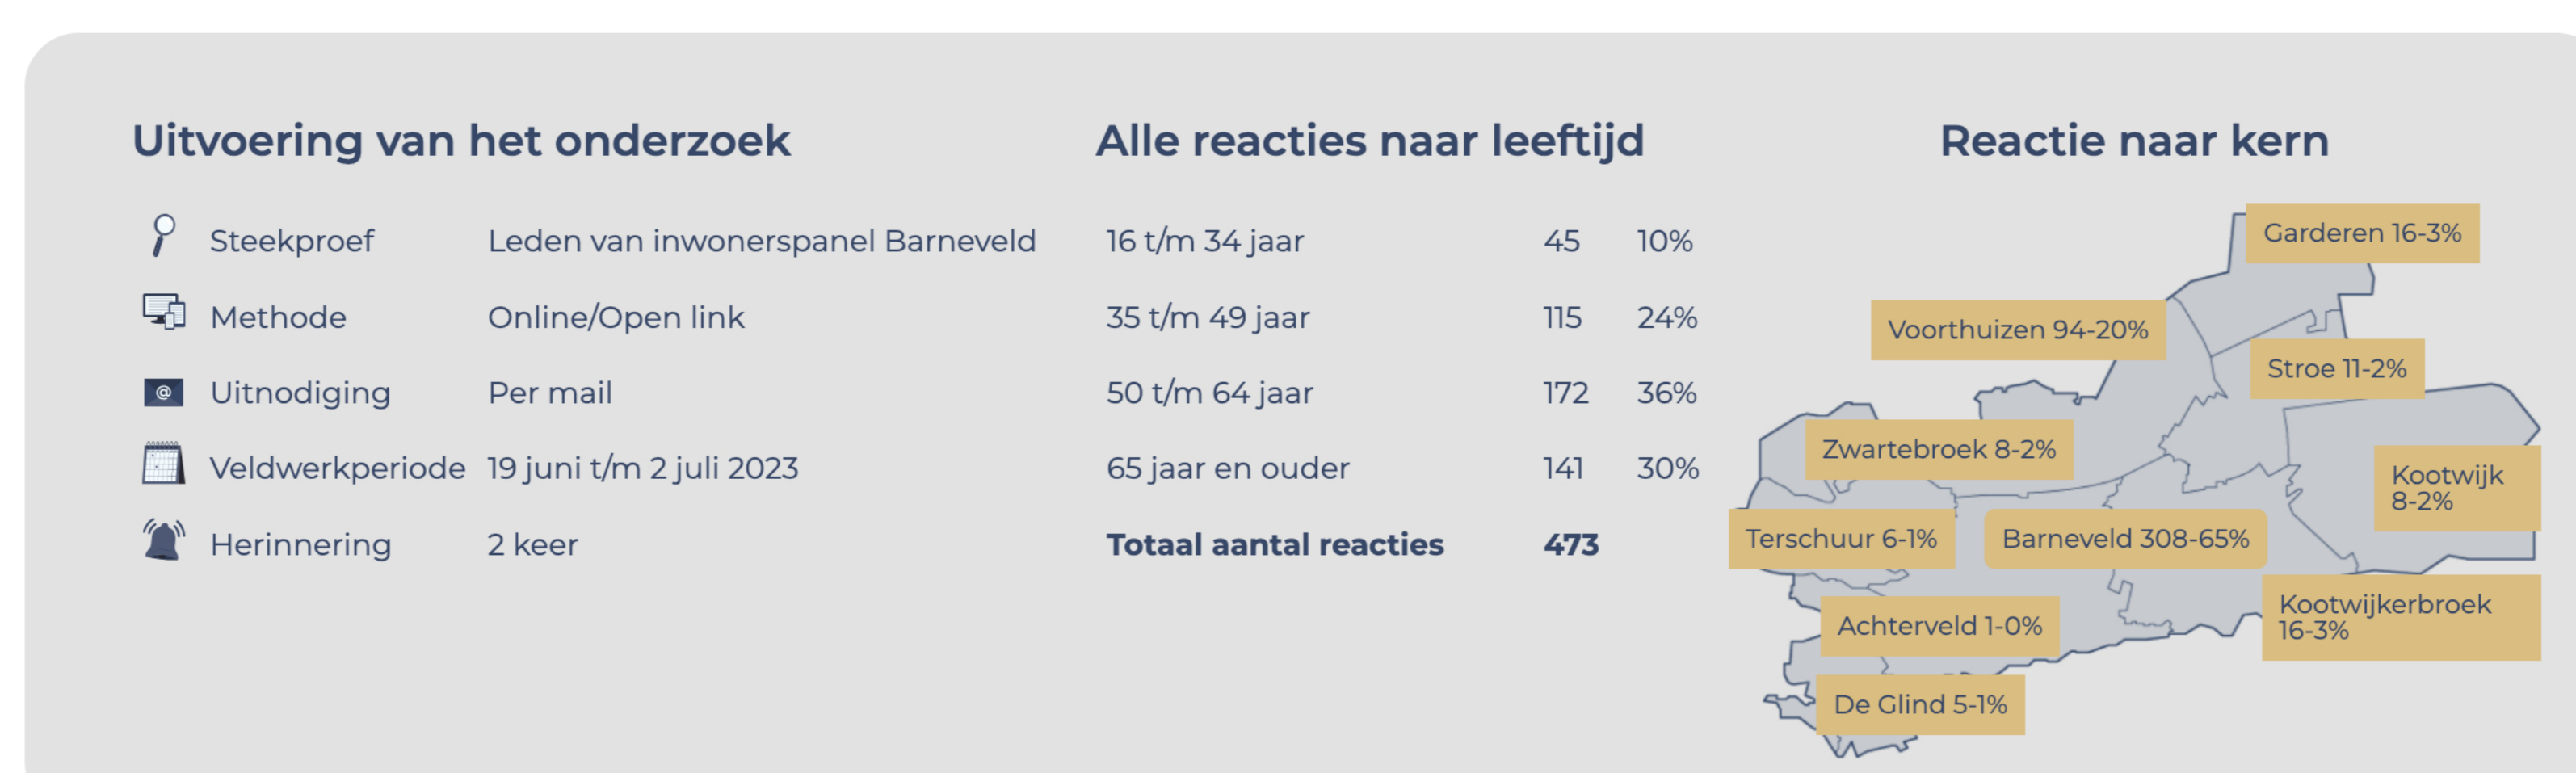 Uitvoering van het onderzoek
Steekproef Leden van inwonerspanel Barneveld
Methode Online/Open link
@ Uitnodiging Per mail
Veldwerkperiode 19 juni t/m 2 juli 2023
Herinnering 2 keer
Alle reacties naar leeftijd
16 t/m 34 jaar 45 10%
35 t/m 49 jaar 115 24%
50 t/m 64 jaar 172 36%
65 jaar en ouder 141 30%
Totaal aantal reacties 473
Reactie naar kern
Garderen 16-3%
Voorthuizen 94-20%
Stroe 11-2%
Zwartebroek 8-2%
Kootwijk
8-2%
Terschuur 6-1%
Barneveld 308-65%
Kootwijkerbroek
16-3%
Achterveld 1-0%
De Glind 5-1%